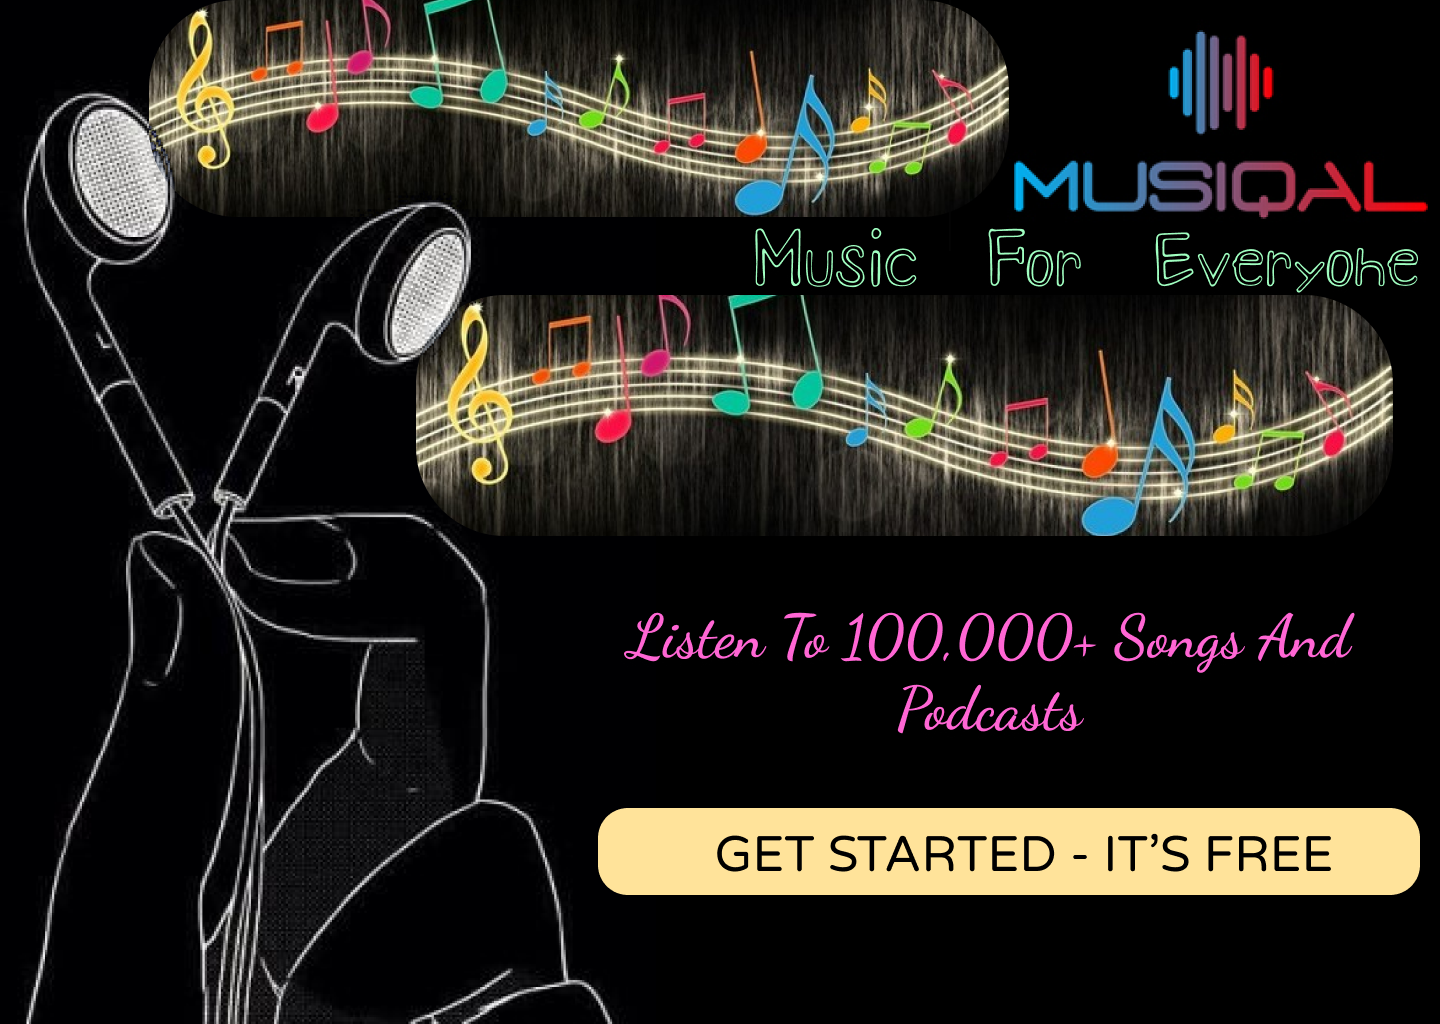 MUSIQAL
Music For Everyone
Listen To 100,000+ Songs And
Podcasts
GET STARTED - IT'S FREE